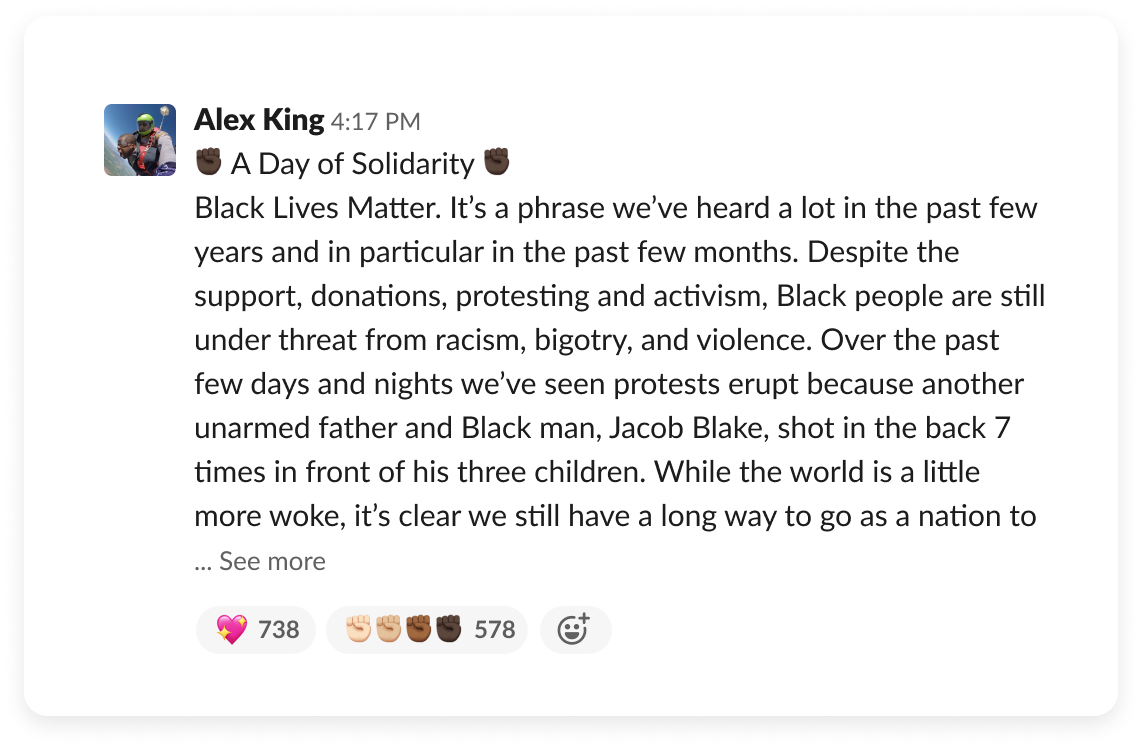 Alex King 4:17 PM
✊🏿 A Day of Solidarity ✊🏿
Black Lives Matter. It’s a phrase we’ve heard a lot in the past few
years and in particular in the past few months. Despite the
support, donations, protesting and activism, Black people are still
under threat from racism, bigotry, and violence. Over the past
few days and nights we’ve seen protests erupt because another
unarmed father and Black man, Jacob Blake, shot in the back 7
times in front of his three children. While the world is a little
more woke, it’s clear we still have a long way to go as a nation to
... See more
💖 738 ✊🏻✊🏼✊🏾✊🏿 578